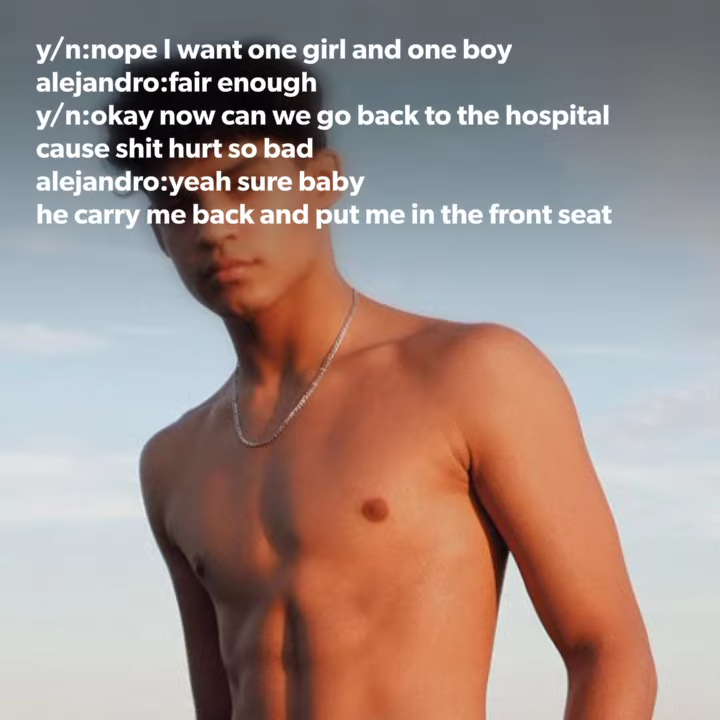 y/n:nope I want one girl and one boy
alejandro:fair enough
y/n:okay now can we go back to the hospital
cause shit hurt so bad
alejandro:yeah sure baby
he carry me back and put me in the front seat